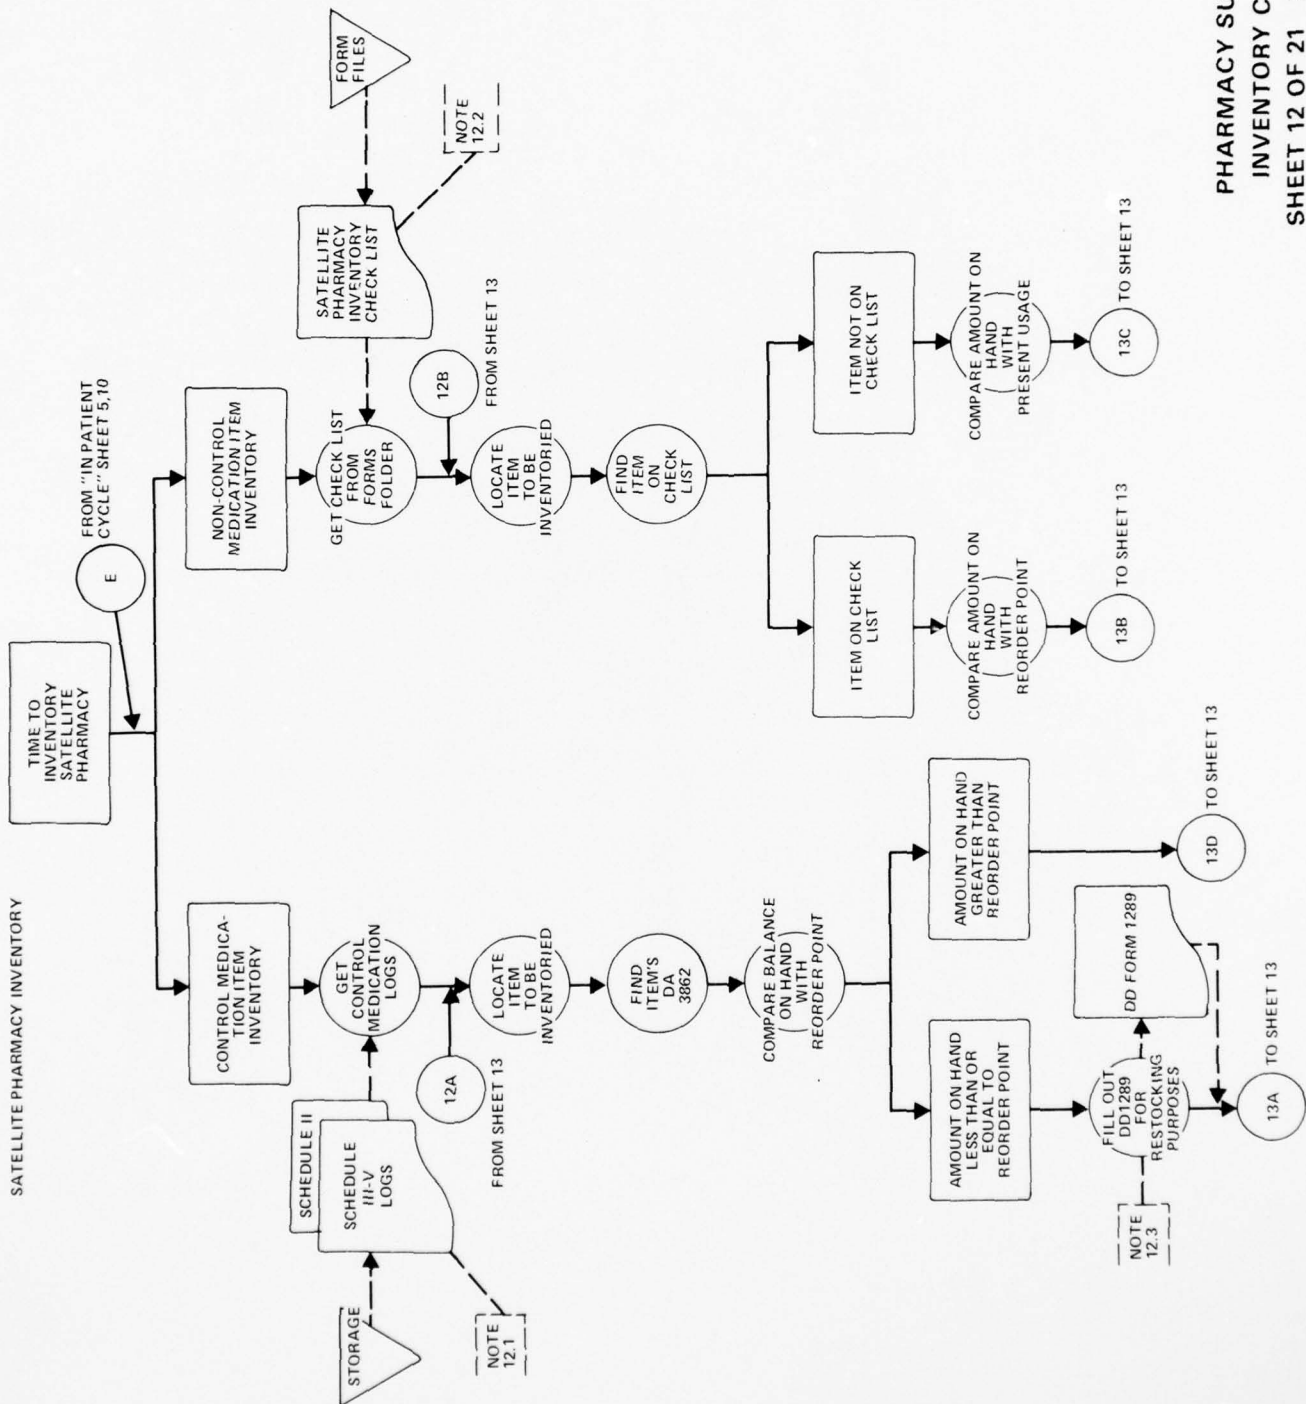 SATELLITE PHARMACY INVENTORY
TIME TO
INVENTORY
SATELLITE
PHARMACY
FROM "IN PATIENT
CYCLE" SHEET 5,10
E
CONTROL MEDICA-
TION ITEM
INVENTORY
NON-CONTROL
MEDICATION ITEM
INVENTORY
STORAGE
SCHEDULE II
SCHEDULE
III-V
LOGS
NOTE
12.1
GET
CONTROL
MEDICATION
LOGS
12A
FROM SHEET 13
LOCATE
ITEM
TO BE
INVENTORIED
FIND
ITEM'S
DA
3862
COMPARE BALANCE
ON HAND
WITH
REORDER POINT
AMOUNT ON HAND
LESS THAN OR
EQUAL TO
REORDER POINT
AMOUNT ON HAND
GREATER THAN
REORDER POINT
NOTE
12.3
FILL OUT
DD1289
FOR
RESTOCKING
PURPOSES
DD FORM 1289
13A
TO SHEET 13
13D
TO SHEET 13
GET CHECK LIST
FROM
FORMS
FOLDER
SATELLITE
PHARMACY
INVENTORY
CHECK LIST
FORM
FILES
NOTE
12.2
12B
FROM SHEET 13
LOCATE
ITEM
TO BE
INVENTORIED
FIND
ITEM
ON
CHECK
LIST
ITEM ON CHECK
LIST
ITEM NOT ON
CHECK LIST
COMPARE AMOUNT ON
HAND
WITH
REORDER POINT
COMPARE AMOUNT ON
HAND
WITH
PRESENT USAGE
13B
TO SHEET 13
13C
TO SHEET 13
PHARMACY
INVENTORY
SHEET 12 OF 21